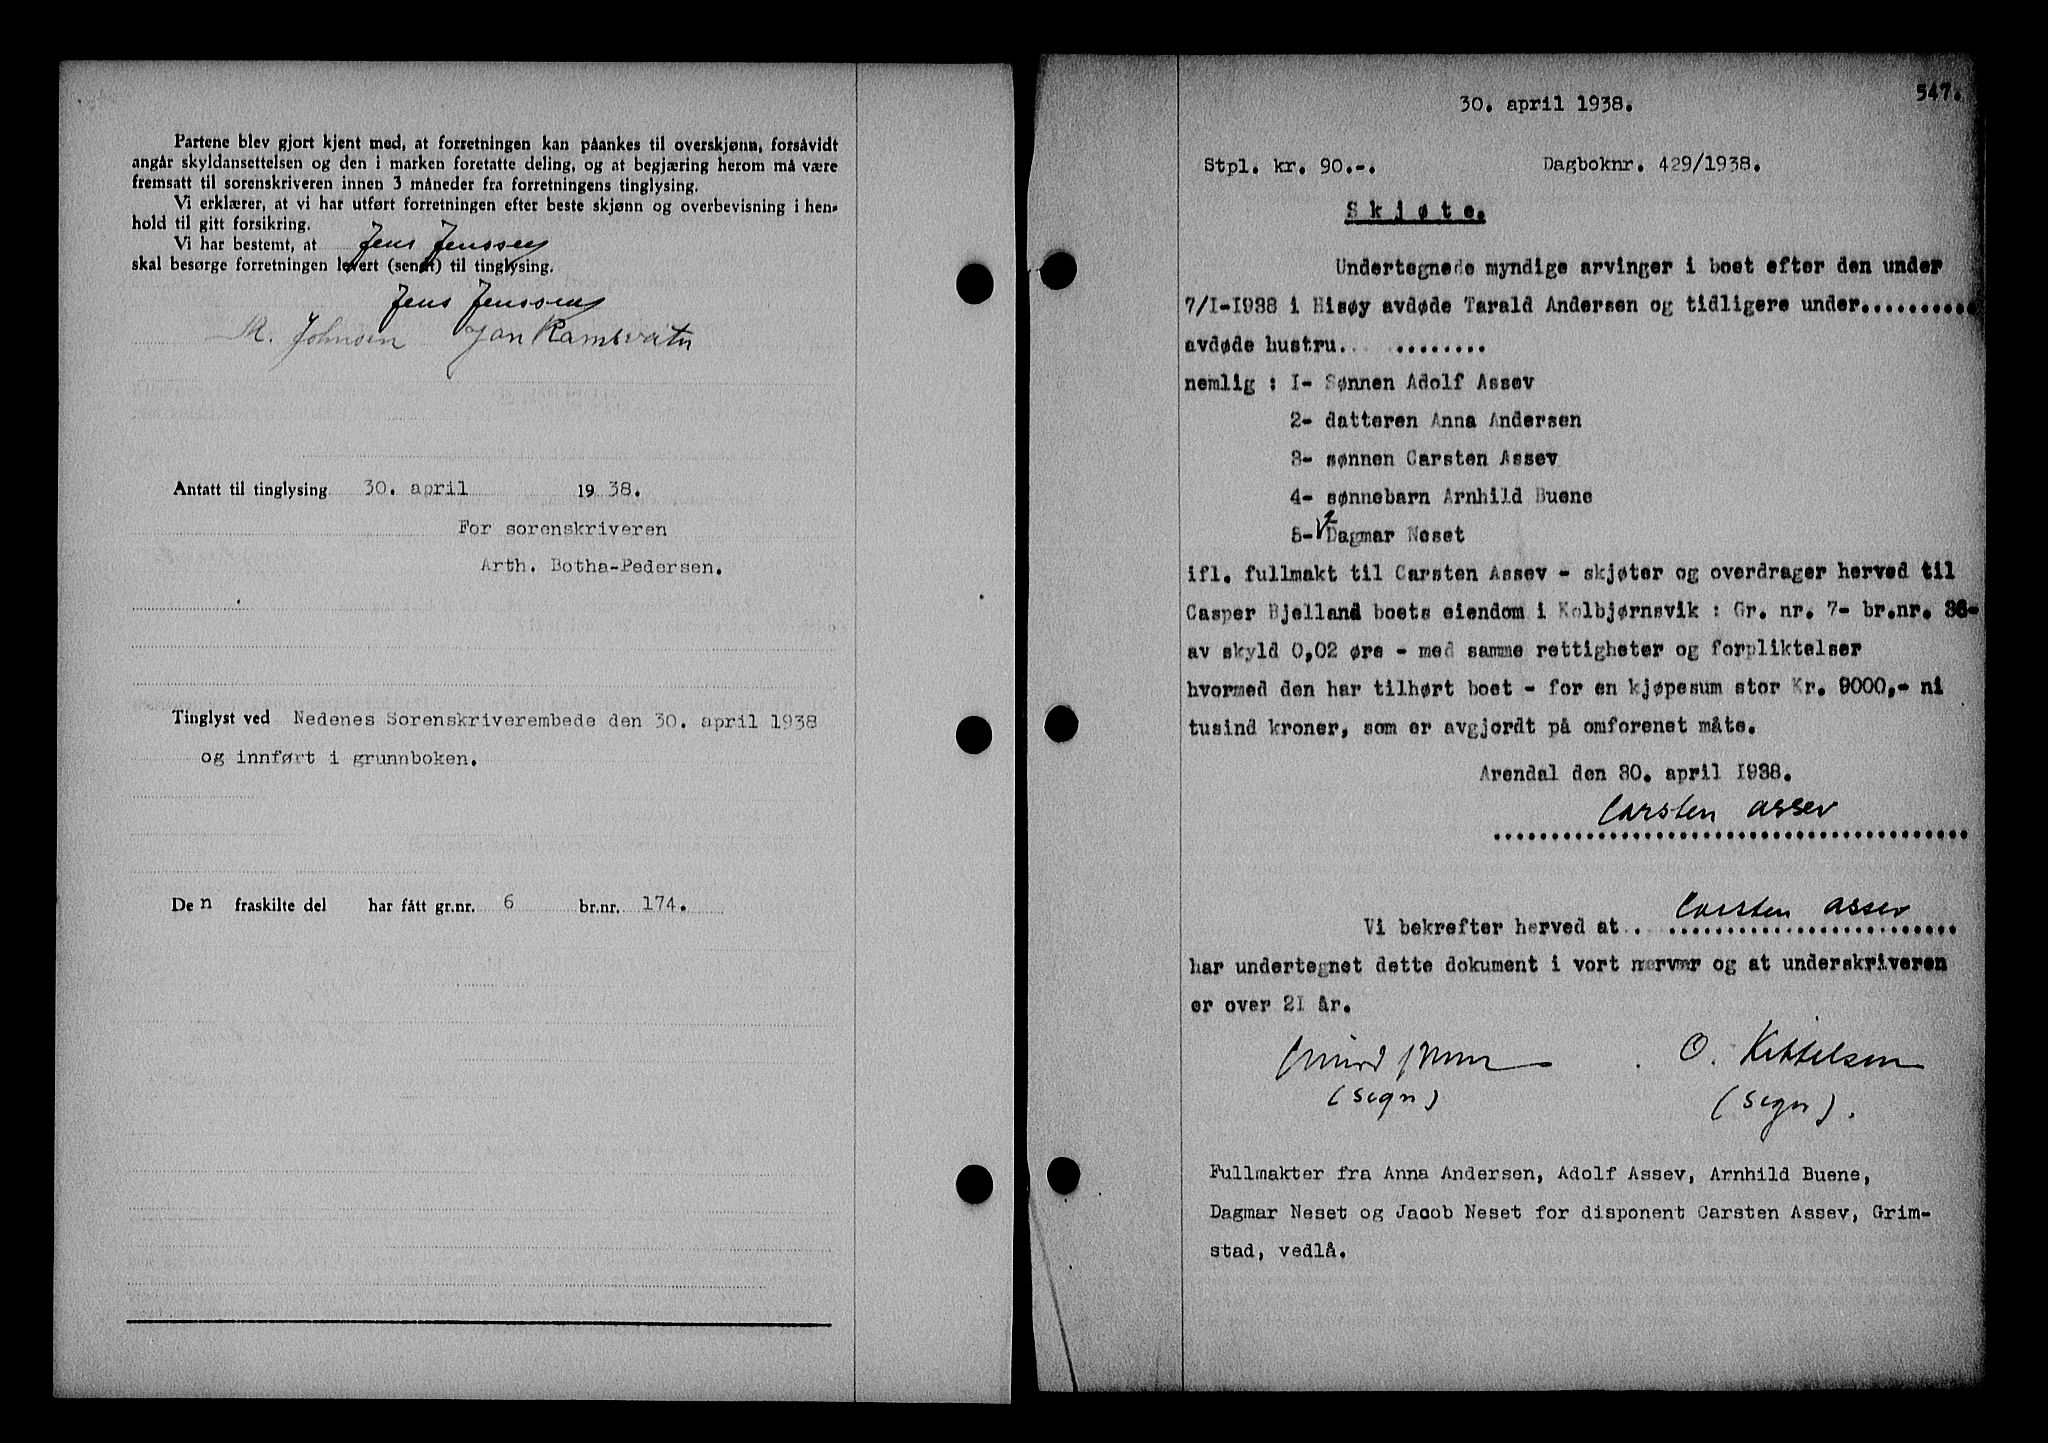 Partene blev gjort kjent med, at forretningen kan påankes til overskjønn, forsåvidt
angår skyldansettelsen og den i marken foretatte deling, og at begjæring herom må være
fremsatt til sorenskriveren innen 3 måneder fra forretningens tinglysing.
Vi erklærer, at vi har utført forretningen efter beste skjønn og overbevisning i hen-
hold til gitt forsikring.
Vi har bestemt, at Jens Jenssen
skal besørge forretningen levert (sendt) til tinglysing.
Jens Jenssen
M. Johnsen Jon
Antatt til tinglysing 30. april 19 38.
For sorenskriveren
Arth. Botha-Pedersen.
Tinglyst ved Nedenes Sorenskriverembede den 30. april 1938
og innført i grunnboken.
De n fraskilte del har fått gr.nr. 6 br.nr. 174.
547.
30. april 1938.
Stpl. kr. 90.-. Dagboknr. 429/1938.
Skjøte.
Undertegnede myndige arvinger i boet efter den under
7/I-1938 i Hisøy avdøde Tarald Andersen og tidligere under..........
avdøde hustru. ........
nemlig : I- Sønnen Adolf Assev
2- datteren Anna Andersen
3- sønnen Carsten Assev
4- sønnebarn Arnhild Buene
5- Dagmar Neset
ifl. fullmakt til Carsten Assev - skjøter og overdrager herved til
Casper Bjelland boets eiendom i Kolbjørnsvik : Gr. nr. 7- br.nr. 36-
av skyld 0,02 øre - med samme rettigheter og forpliktelser
hvormed den har tilhørt boet - for en kjøpesum stor Kr. 9000,- ni
tusind kroner, som er avgjordt på omforenet måte.
Arendal den 30. april 1938.
Carsten Assev
Vi bekrefter herved at . Carsten Assev
har undertegnet dette dokument i vort nærvær og at underskriveren
er over 21 år.
O. Kittelsen
(sign) (sign).
Fullmakter fra Anna Andersen, Adolf Assev, Arnhild Buene,
Dagmar Neset og Jacob Neset for disponent Carsten Assev, Grim-
stad, vedlå.